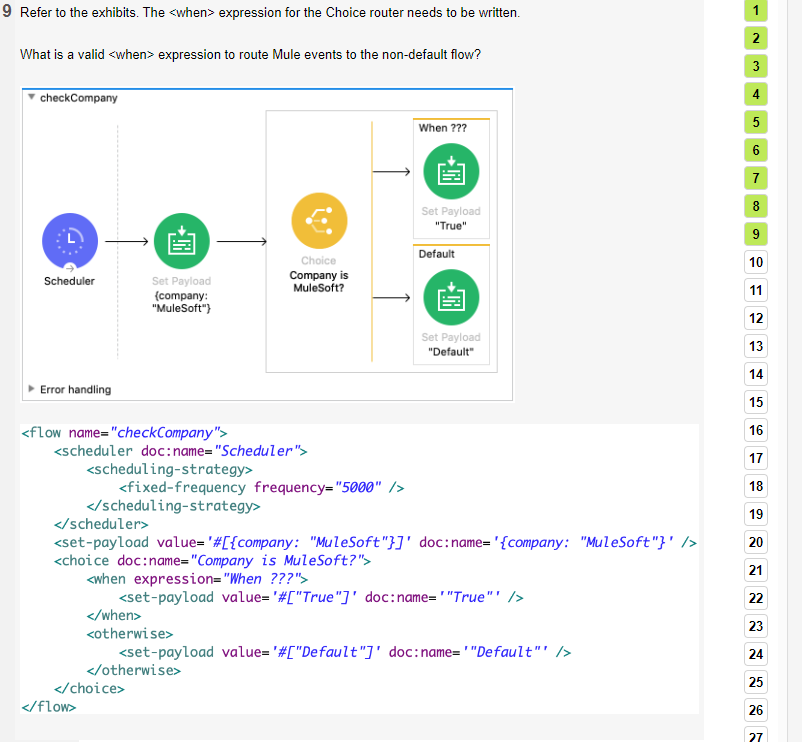 9 Refer to the exhibits. The <when> expression for the Choice router needs to be written.
What is a valid <when> expression to route Mule events to the non-default flow?
checkCompany
Scheduler
Set Payload
{company:
"MuleSoft"}
Choice
Company is
MuleSoft?
When ???
Set Payload
"True"
Default
Set Payload
"Default"
Error handling
<flow name="checkCompany">
<scheduler doc:name="Scheduler">
<scheduling-strategy>
<fixed-frequency frequency="5000" />
</scheduling-strategy>
</scheduler>
<set-payload value='#[{company: "MuleSoft"}]' doc:name='{company: "MuleSoft"}' />
<choice doc:name="Company is MuleSoft?">
<when expression="When ???">
<set-payload value='#["True"]' doc:name='"True"' />
</when>
<otherwise>
<set-payload value='#["Default"]' doc:name='"Default"' />
</otherwise>
</choice>
</flow>
1
2
3
4
5
6
7
8
9
10
11
12
13
14
15
16
17
18
19
20
21
22
23
24
25
26
27